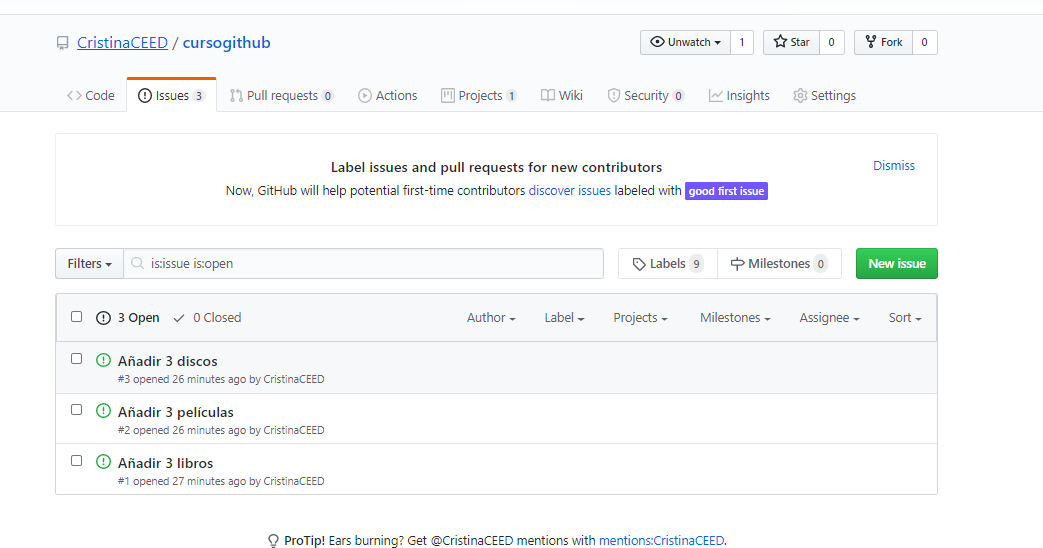 CristinaCEED / cursogithub
Unwatch 1 Star 0 Fork 0
Code Issues 3 Pull requests 0 Actions Projects 1 Wiki Security 0 Insights Settings
Label issues and pull requests for new contributors
Dismiss
Now, GitHub will help potential first-time contributors discover issues labeled with good first issue
Filters is:issue is:open Labels 9 Milestones 0 New issue
3 Open 0 Closed Author Label Projects Milestones Assignee Sort
Añadir 3 discos
#3 opened 26 minutes ago by CristinaCEED
Añadir 3 películas
#2 opened 26 minutes ago by CristinaCEED
Añadir 3 libros
#1 opened 27 minutes ago by CristinaCEED
ProTip! Ears burning? Get @CristinaCEED mentions with mentions:CristinaCEED.